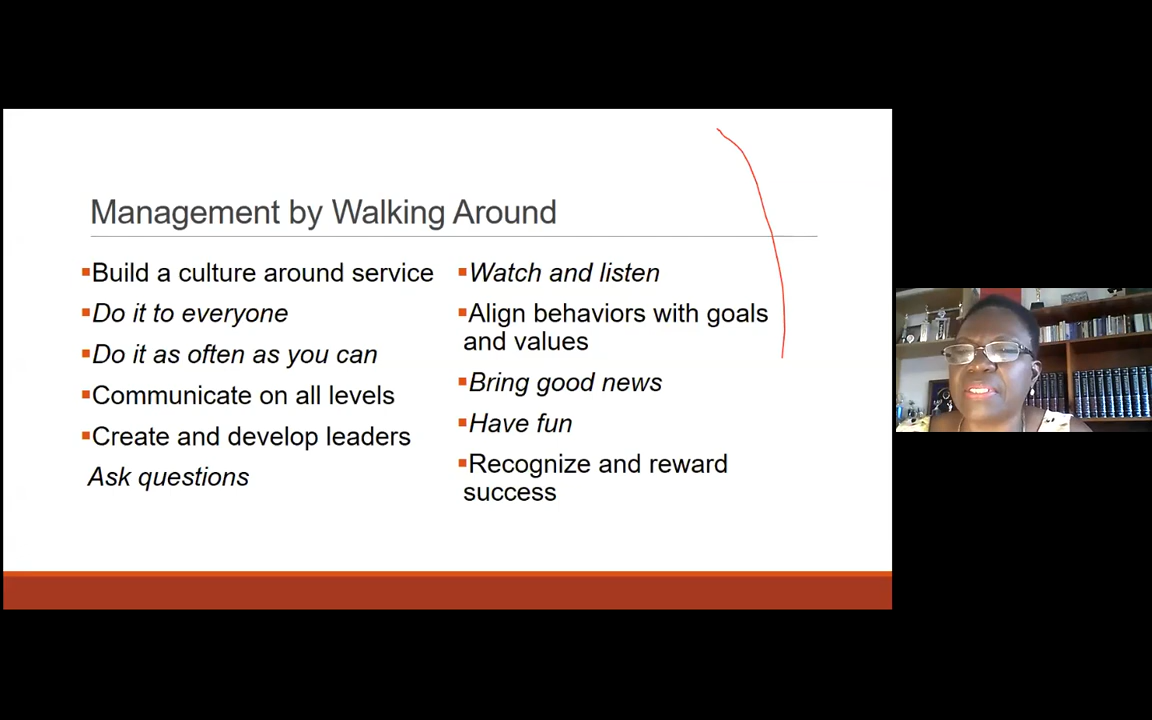 Management by Walking Around
Build a culture around service
Do it to everyone
Do it as often as you can
Communicate on all levels
Create and develop leaders
Ask questions
Watch and listen
Align behaviors with goals
and values
Bring good news
Have fun
Recognize and reward
success